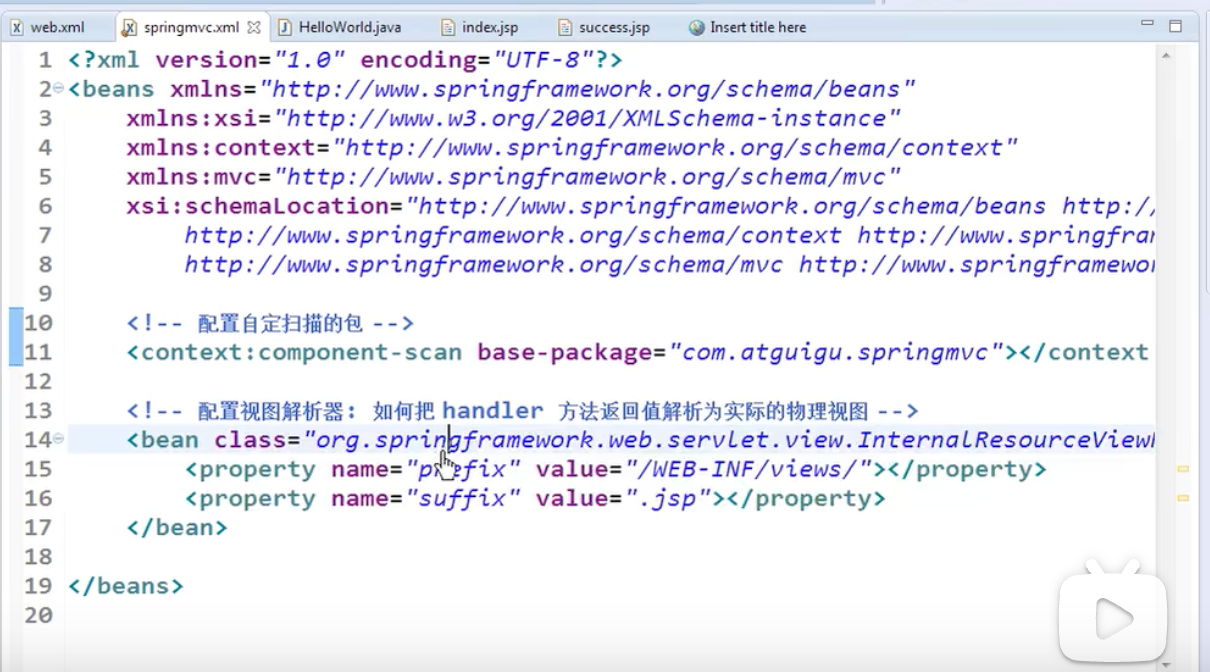 web.xml springmvc.xml HelloWorld.java index.jsp success.jsp Insert title here
1 <?xml version="1.0" encoding="UTF-8"?>
2 <beans xmlns="http://www.springframework.org/schema/beans"
3 xmlns:xsi="http://www.w3.org/2001/XMLSchema-instance"
4 xmlns:context="http://www.springframework.org/schema/context"
5 xmlns:mvc="http://www.springframework.org/schema/mvc"
6 xsi:schemaLocation="http://www.springframework.org/schema/beans http:/
7 http://www.springframework.org/schema/context http://www.springfra
8 http://www.springframework.org/schema/mvc http://www.springframewo
9
10 <!-- 配置自定扫描的包 -->
11 <context:component-scan base-package="com.atguigu.springmvc"></context
12
13 <!-- 配置视图解析器: 如何把 handler 方法返回值解析为实际的物理视图 -->
14 <bean class="org.springframework.web.servlet.view.InternalResourceView
15 <property name="prefix" value="/WEB-INF/views/"></property>
16 <property name="suffix" value=".jsp"></property>
17 </bean>
18
19 </beans>
20